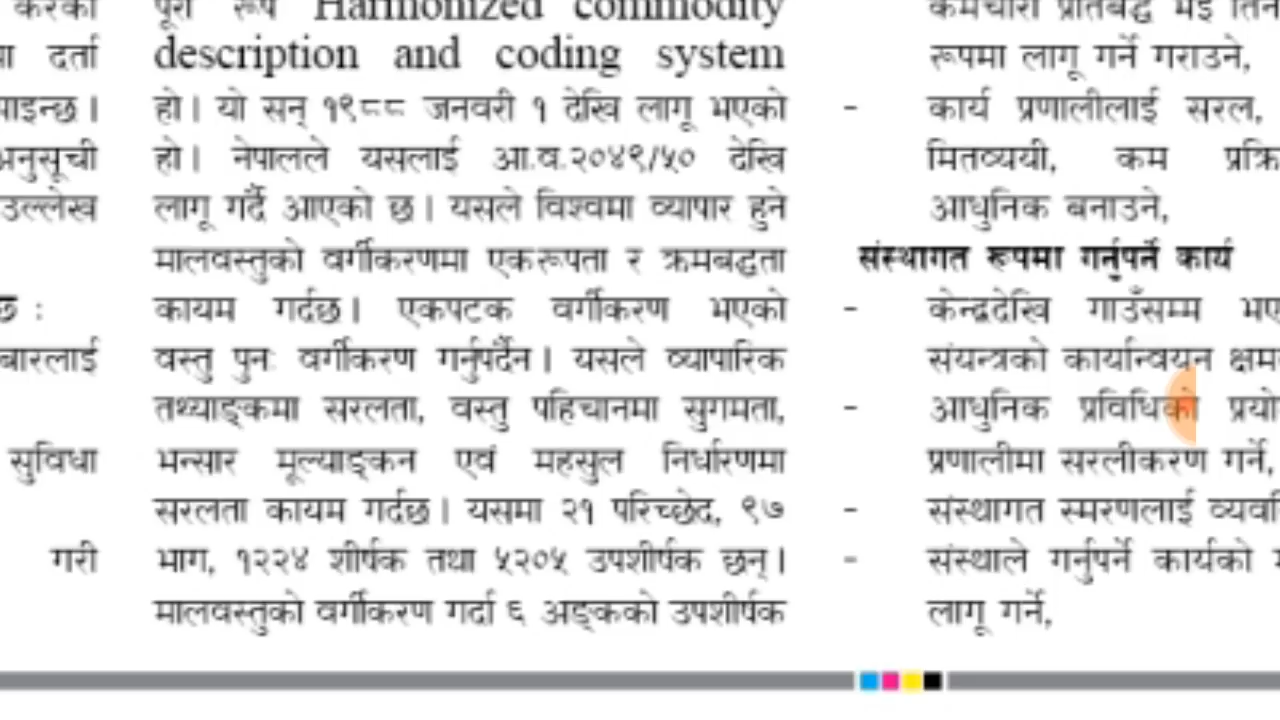 करको
दर्ता
पाइन्छ।
अनुसूची
उल्लेख
छ :
सुविधा
गरी
पूरा रूप Harmonized commodity
description and coding system
हो। यो सन् १९८८ जनवरी १ देखि लागू भएको
हो। नेपालले यसलाई आ.व.२०४९/५० देखि
लागू गर्दै आएको छ। यसले विश्वमा व्यापार हुने
मालवस्तुको वर्गीकरणमा एकरूपता र क्रमबद्धता
कायम गर्दछ। एकपटक वर्गीकरण भएको
वस्तु पुनः वर्गीकरण गर्नुपर्दैन। यसले व्यापारिक
तथ्याङ्कमा सरलता, वस्तु पहिचानमा सुगमता,
भन्सार मूल्याङ्कन एवं महसुल निर्धारणमा
सरलता कायम गर्दछ। यसमा २१ परिच्छेद, ९७
भाग, १२२४ शीर्षक तथा ५२०५ उपशीर्षक छन्।
मालवस्तुको वर्गीकरण गर्दा ६ अङ्कको उपशीर्षक
कर्मचारी प्रतिबद्ध भई
रूपमा लागू गर्ने गराउने,
- कार्य प्रणालीलाई सरल,
मितव्ययी, कम
आधुनिक बनाउने,
संस्थागत रूपमा गर्नुपर्ने कार्य
- केन्द्रदेखि गाउँसम्म
संयन्त्रको कार्यान्वयन
- आधुनिक प्रविधिको
प्रणालीमा सरलीकरण गर्ने,
- संस्थागत स्मरणलाई
- संस्थाले गर्नुपर्ने कार्यको
लागू गर्ने,